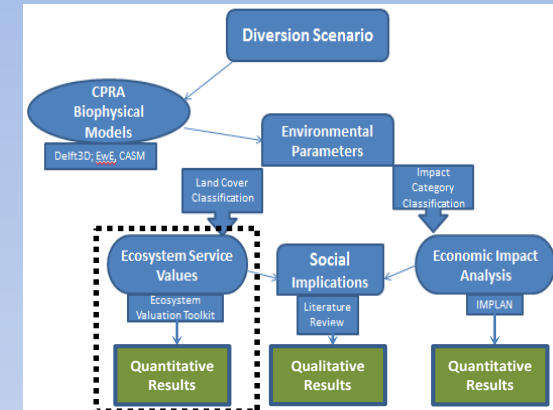 Diversion Scenario
CPRA
Biophysical
Models
Delft3D; EwE, CASM
Environmental
Parameters
Land Cover
Classification
Impact
Category
Classification
Ecosystem Service
Values
Ecosystem
Valuation Toolkit
Social
Implications
Literature
Review
Economic Impact
Analysis
IMPLAN
Quantitative
Results
Qualitative
Results
Quantitative
Results